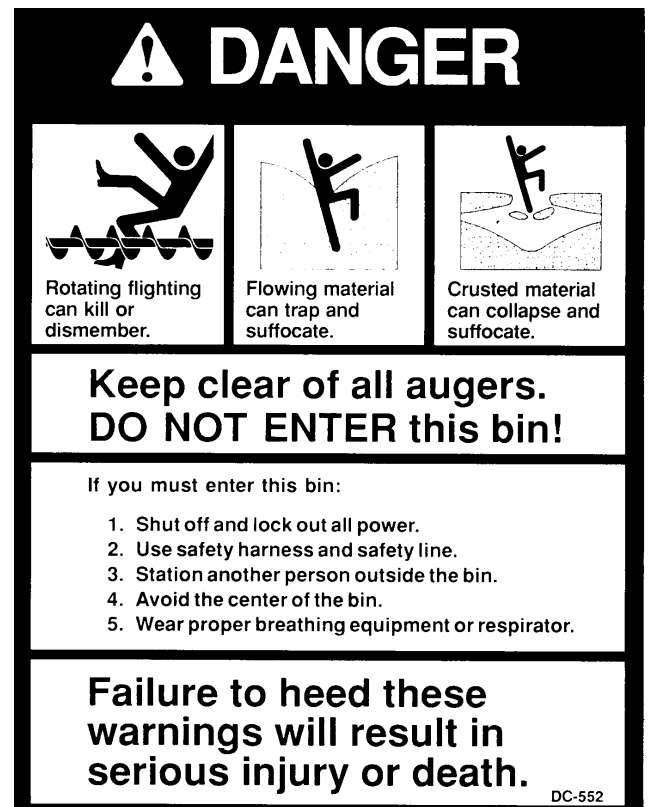 DANGER
Rotating flighting
can kill or
dismember.
Flowing material
can trap and
suffocate.
Crusted material
can collapse and
suffocate.
Keep clear of all augers.
DO NOT ENTER this bin!
If you must enter this bin:
1. Shut off and lock out all power.
2. Use safety harness and safety line.
3. Station another person outside the bin.
4. Avoid the center of the bin.
5. Wear proper breathing equipment or respirator.
Failure to heed these
warnings will result in
serious injury or death.
DC-552